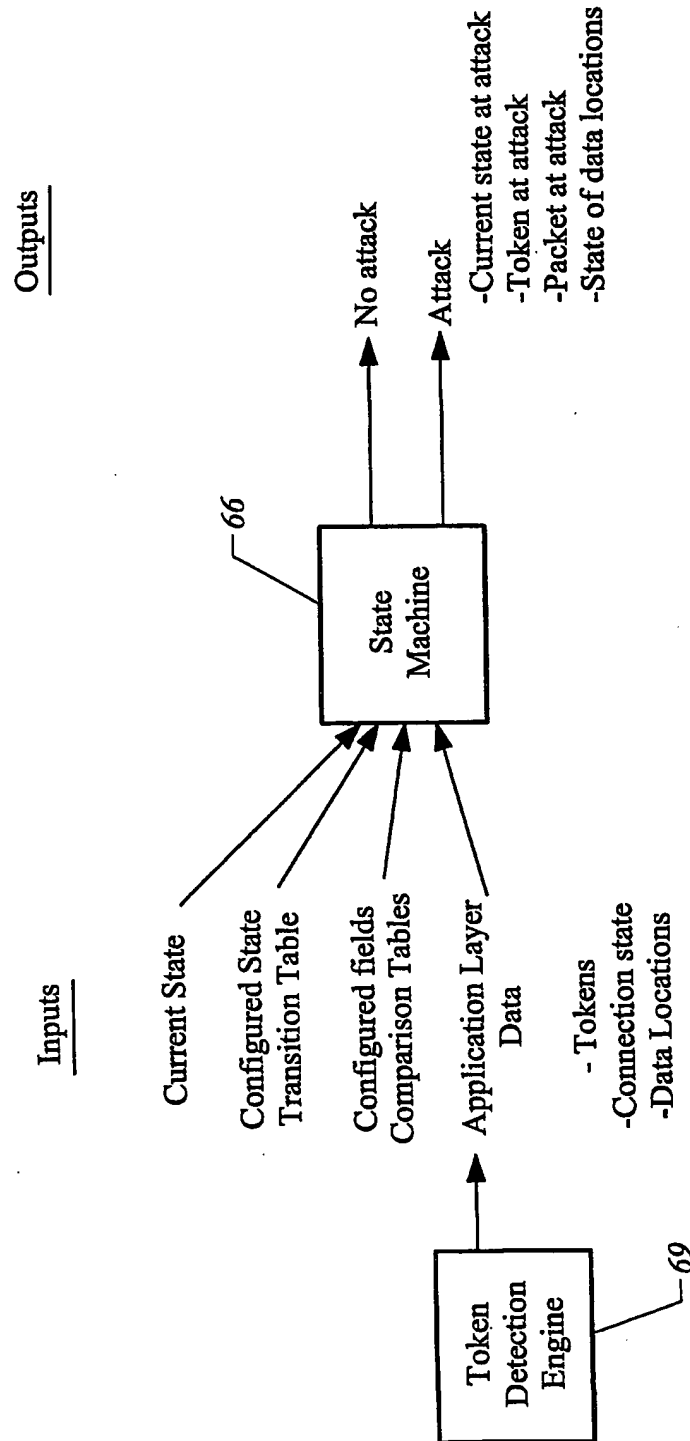 Inputs
Outputs
Current State
Configured State
Transition Table
Configured fields
Comparison Tables
Application Layer
Data
- Tokens
-Connection state
-Data Locations
Token
Detection
Engine
69
State
Machine
66
No attack
Attack
-Current state at attack
-Token at attack
-Packet at attack
-State of data locations